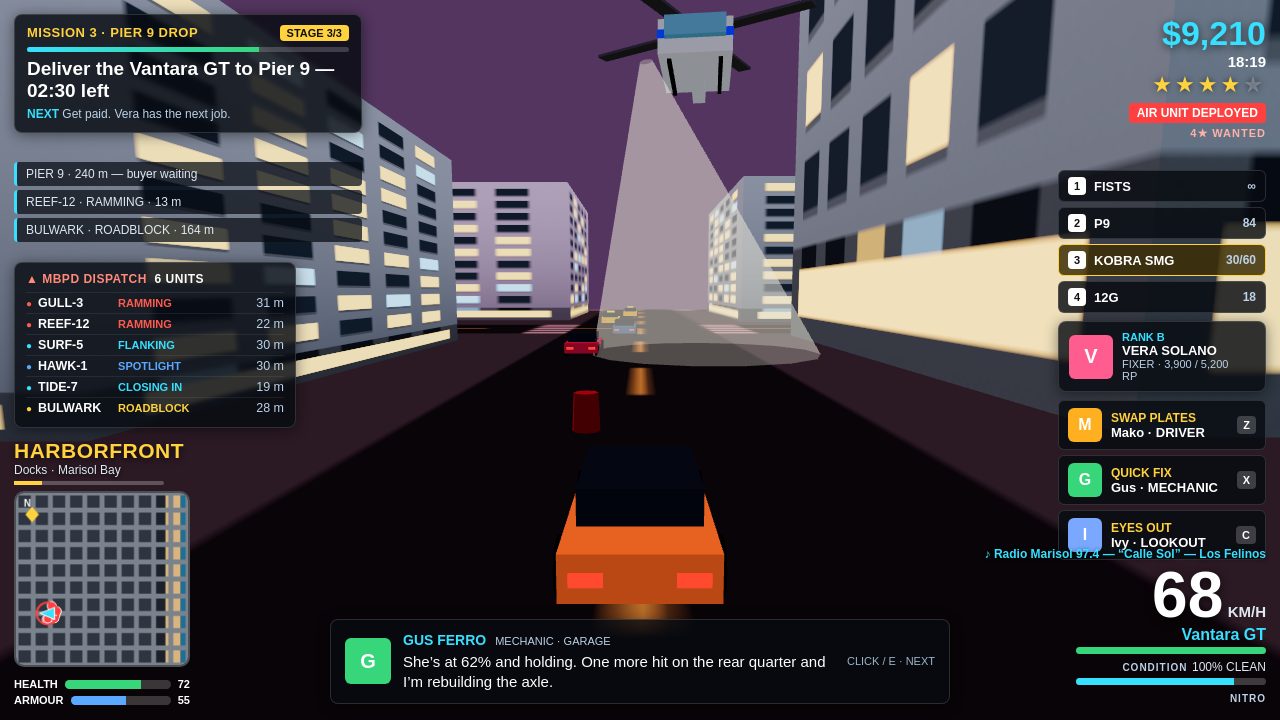 MISSION 3 · PIER 9 DROP
STAGE 3/3
Deliver the Vantara GT to Pier 9 —
02:30 left
NEXT Get paid. Vera has the next job.
PIER 9 · 240 m — buyer waiting
REEF-12 · RAMMING · 13 m
BULWARK · ROADBLOCK · 164 m
▲ MBPD DISPATCH 6 UNITS
GULL-3 RAMMING 31 m
REEF-12 RAMMING 22 m
SURF-5 FLANKING 30 m
HAWK-1 SPOTLIGHT 30 m
TIDE-7 CLOSING IN 19 m
BULWARK ROADBLOCK 28 m
HARBORFRONT
Docks · Marisol Bay
N
HEALTH 72
ARMOUR 55
$9,210
18:19
★★★★★
AIR UNIT DEPLOYED
4★ WANTED
1 FISTS ∞
2 P9 84
3 KOBRA SMG 30/60
4 12G 18
V
RANK B
VERA SOLANO
FIXER · 3,900 / 5,200
RP
M
SWAP PLATES
Mako · DRIVER
Z
G
QUICK FIX
Gus · MECHANIC
X
I
EYES OUT
Ivy · LOOKOUT
C
♪ Radio Marisol 97.4 — “Calle Sol” — Los Felinos
68 KM/H
Vantara GT
CONDITION 100% CLEAN
NITRO
G
GUS FERRO MECHANIC · GARAGE
She’s at 62% and holding. One more hit on the rear quarter and
I’m rebuilding the axle.
CLICK / E · NEXT